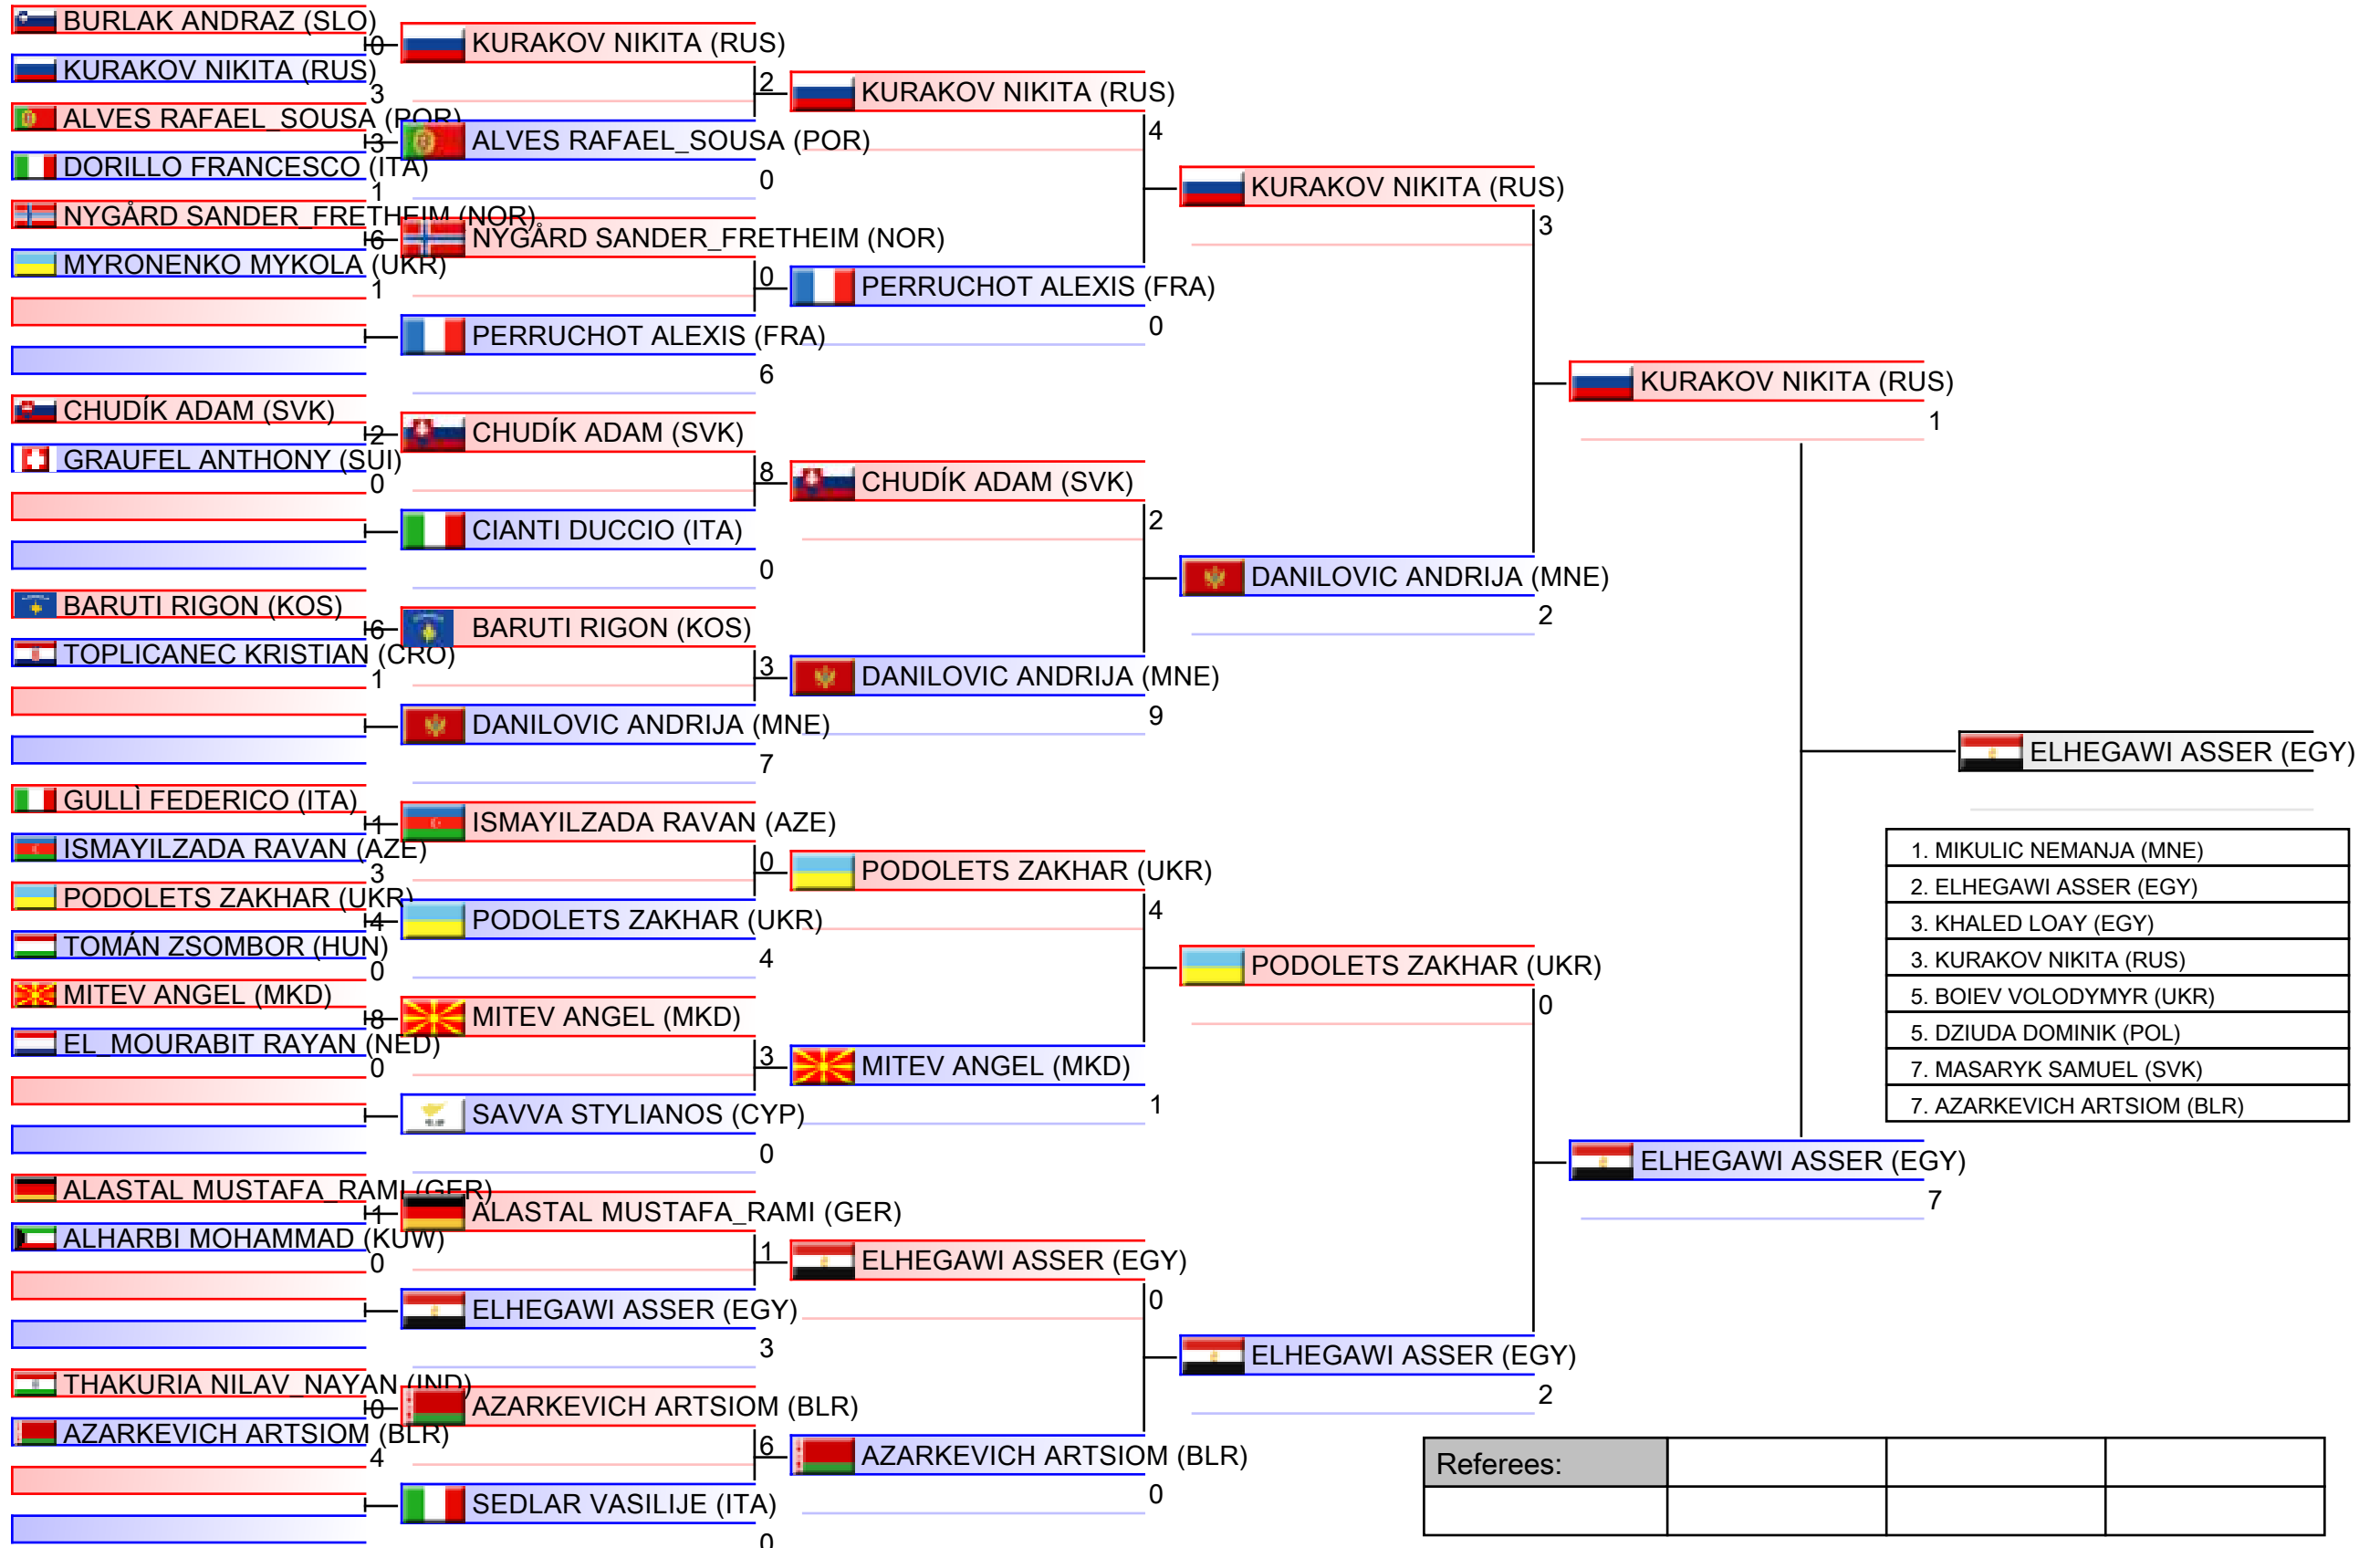 BURLAK ANDRAZ (SLO)
0
KURAKOV NIKITA (RUS)
3
ALVES RAFAEL_SOUSA (POR)
3
DORILLO FRANCESCO (ITA)
1
NYGÅRD SANDER_FRETHEIM (NOR)
6
MYRONENKO MYKOLA (UKR)
1
CHUDÍK ADAM (SVK)
2
GRAUFEL ANTHONY (SUI)
0
BARUTI RIGON (KOS)
6
TOPLICANEC KRISTIAN (CRO)
1
GULLÌ FEDERICO (ITA)
1
ISMAYILZADA RAVAN (AZE)
3
PODOLETS ZAKHAR (UKR)
4
TOMÁN ZSOMBOR (HUN)
0
MITEV ANGEL (MKD)
8
EL_MOURABIT RAYAN (NED)
0
ALASTAL MUSTAFA_RAMI (GER)
1
ALHARBI MOHAMMAD (KUW)
0
THAKURIA NILAV_NAYAN (IND)
0
AZARKEVICH ARTSIOM (BLR)
4
KURAKOV NIKITA (RUS)
2
ALVES RAFAEL_SOUSA (POR)
0
NYGÅRD SANDER_FRETHEIM (NOR)
0
PERRUCHOT ALEXIS (FRA)
6
CHUDÍK ADAM (SVK)
8
CIANTI DUCCIO (ITA)
0
BARUTI RIGON (KOS)
3
DANILOVIC ANDRIJA (MNE)
7
ISMAYILZADA RAVAN (AZE)
0
PODOLETS ZAKHAR (UKR)
4
MITEV ANGEL (MKD)
3
SAVVA STYLIANOS (CYP)
0
ALASTAL MUSTAFA_RAMI (GER)
1
ELHEGAWI ASSER (EGY)
3
AZARKEVICH ARTSIOM (BLR)
6
SEDLAR VASILIJE (ITA)
0
KURAKOV NIKITA (RUS)
4
PERRUCHOT ALEXIS (FRA)
0
CHUDÍK ADAM (SVK)
2
DANILOVIC ANDRIJA (MNE)
9
PODOLETS ZAKHAR (UKR)
4
MITEV ANGEL (MKD)
1
ELHEGAWI ASSER (EGY)
0
AZARKEVICH ARTSIOM (BLR)
0
KURAKOV NIKITA (RUS)
3
DANILOVIC ANDRIJA (MNE)
2
PODOLETS ZAKHAR (UKR)
0
ELHEGAWI ASSER (EGY)
2
KURAKOV NIKITA (RUS)
1
ELHEGAWI ASSER (EGY)
7
ELHEGAWI ASSER (EGY)
1. MIKULIC NEMANJA (MNE)
2. ELHEGAWI ASSER (EGY)
3. KHALED LOAY (EGY)
3. KURAKOV NIKITA (RUS)
5. BOIEV VOLODYMYR (UKR)
5. DZIUDA DOMINIK (POL)
7. MASARYK SAMUEL (SVK)
7. AZARKEVICH ARTSIOM (BLR)
Referees: